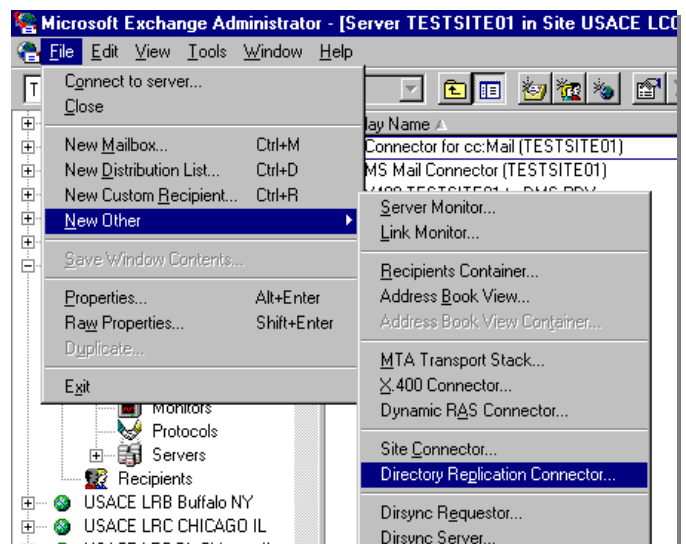 Microsoft Exchange Administrator - [Server TESTSITE01 in Site USACE LCC
File Edit View Tools Window Help
T
Connect to server...
Close
New Mailbox... Ctrl+M
New Distribution List... Ctrl+D
New Custom Recipient... Ctrl+R
New Other
Save Window Contents...
Properties... Alt+Enter
Raw Properties... Shift+Enter
Duplicate...
Exit
lay Name
Connector for cc:Mail (TESTSITE01)
MS Mail Connector (TESTSITE01)
TESTSITE01
Server Monitor...
Link Monitor...
Recipients Container...
Address Book View...
Address Book View Container...
MTA Transport Stack...
X.400 Connector...
Dynamic RAS Connector...
Site Connector...
Directory Replication Connector...
Dirsync Requestor...
Dirsync Server...
Monitors
Protocols
Servers
Recipients
USACE LRB Buffalo NY
USACE LRC CHICAGO IL